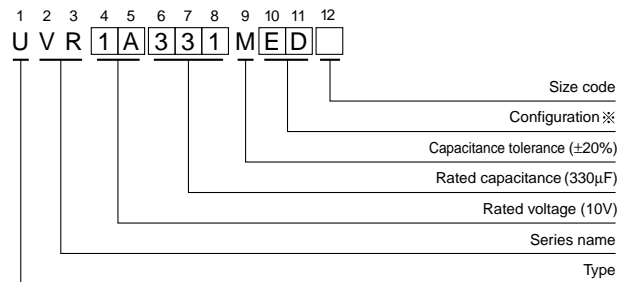 1 2 3 4 5 6 7 8 9 10 11 12
U V R 1 A 3 3 1 M E D
Size code
Configuration※
Capacitance tolerance (±20%)
Rated capacitance (330µF)
Rated voltage (10V)
Series name
Type